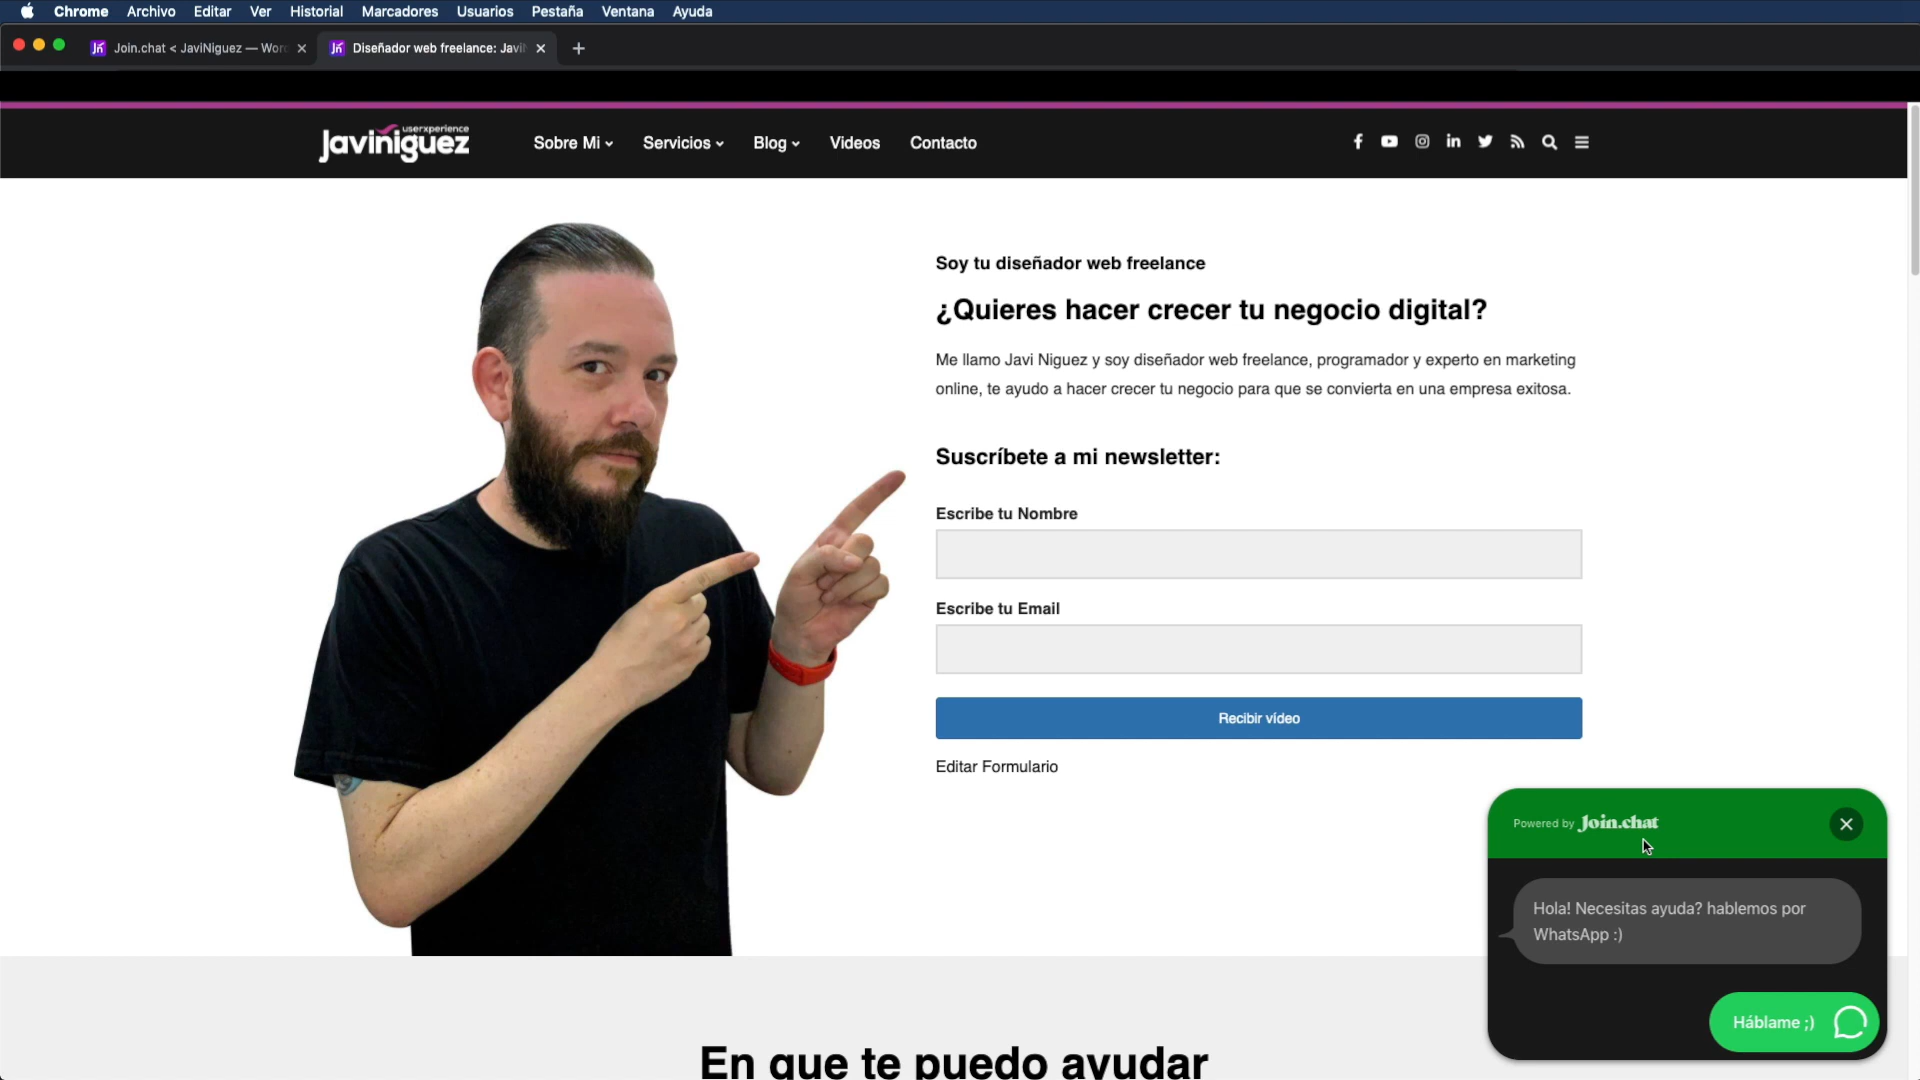 Chrome Archivo Editar Ver Historial Marcadores Usuarios Pestaña Ventana Ayuda
Join.chat < JaviNiguez — Wor
Diseñador web freelance: Javi
userxperience
Javiniguez
Sobre Mi Servicios Blog Videos Contacto
Soy tu diseñador web freelance
¿Quieres hacer crecer tu negocio digital?
Me llamo Javi Niguez y soy diseñador web freelance, programador y experto en marketing
online, te ayudo a hacer crecer tu negocio para que se convierta en una empresa exitosa.
Suscríbete a mi newsletter:
Escribe tu Nombre
Escribe tu Email
Recibir vídeo
Editar Formulario
Powered by Join.chat
Hola! Necesitas ayuda? hablemos por
WhatsApp :)
Háblame ;)
En que te puedo ayudar